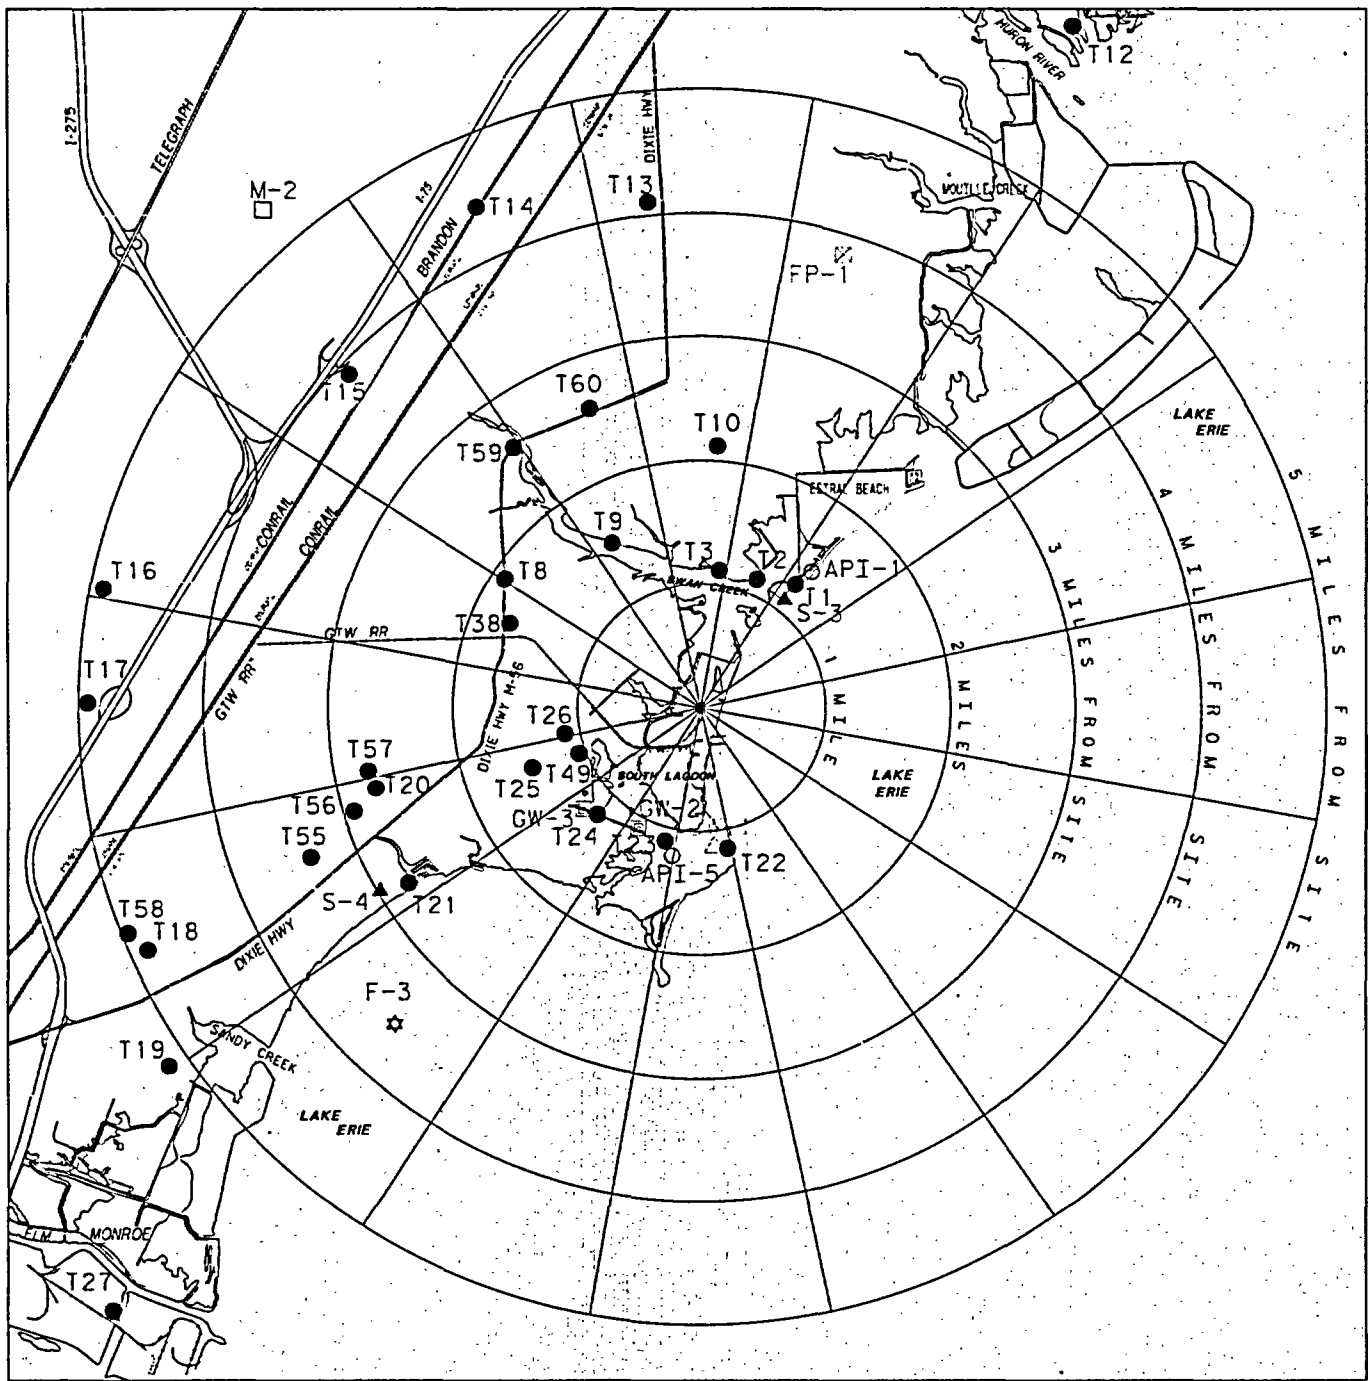 HURON RIVER
T12
I-275
TELEGRAPH
DIXIE HWY
M-2
I-75
T14
T13
MOUILLE CREEK
BRANDON
FP-1
T15
T60
T10
LAKE
ERIE
T59
ESTRAL BEACH
CONRAIL
CONRAIL
T9
T3
T2
API-1
SWAN CREEK
T1
S-3
T16
T8
T38
GTW RR
T17
GTW RR
DIXIE HWY M-56
1 MILE
2 MILES
3 MILES FROM SITE
4 MILES FROM SITE
5 MILES FROM SITE
T26
T57
T20
T25
T49
SOUTH LAGOON
LAKE
ERIE
T56
GW-3
GW-2
T55
T24
T23
API-5
T22
S-4
T21
T58
T18
DIXIE HWY
F-3
T19
SANDY CREEK
LAKE
ERIE
ELM
MONROE
T27